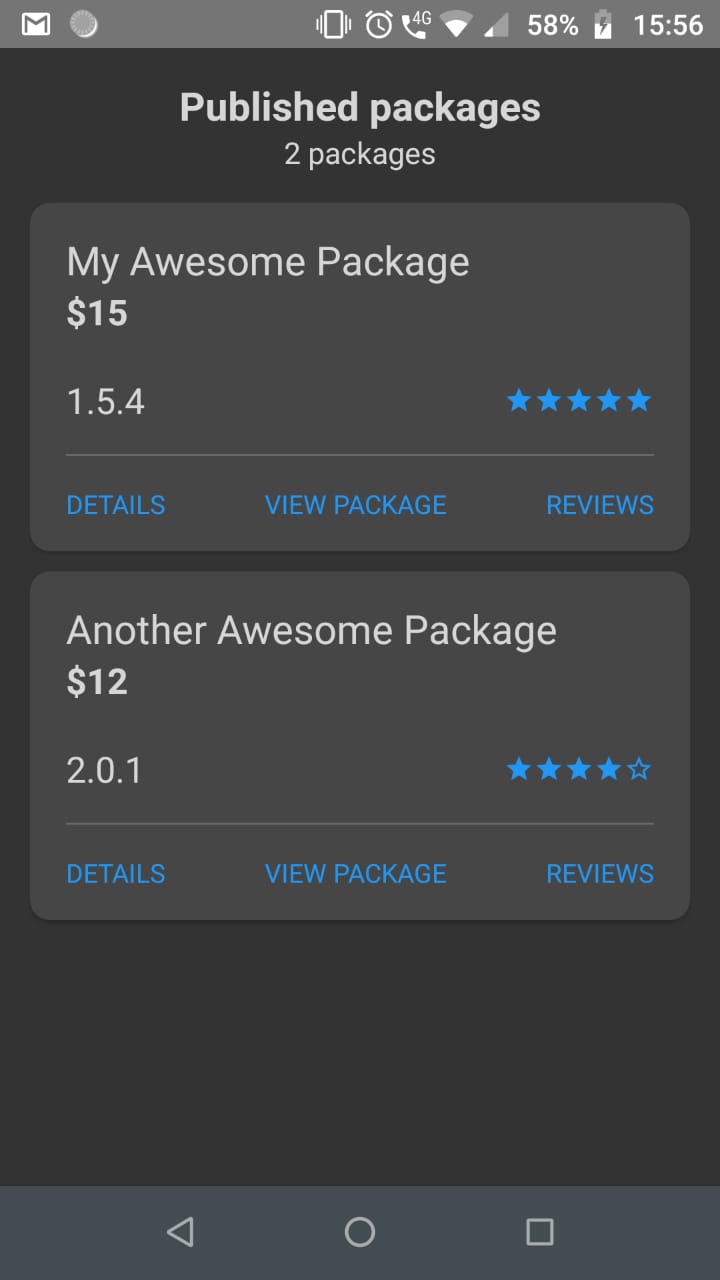 4G 58% 15:56
Published packages
2 packages
My Awesome Package
$15
1.5.4
DETAILS VIEW PACKAGE REVIEWS
Another Awesome Package
$12
2.0.1
DETAILS VIEW PACKAGE REVIEWS